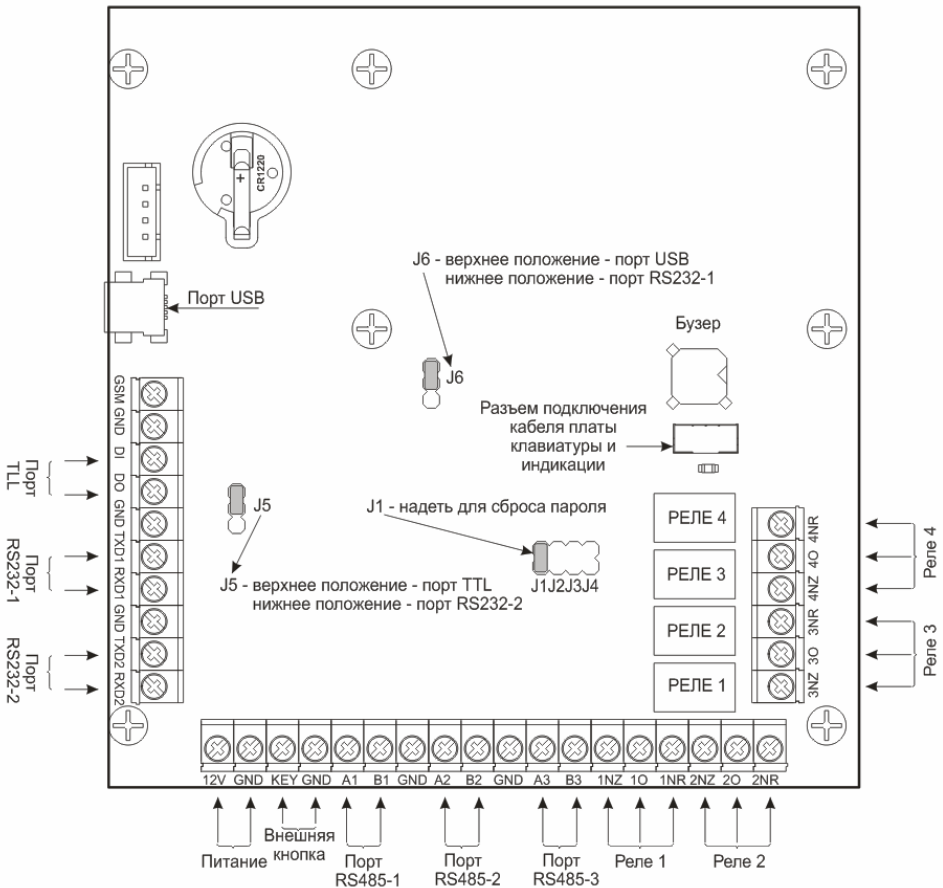 CR1220
+
J6 - верхнее положение - порт USB
нижнее положение - порт RS232-1
Порт USB
Бузер
J6
GSM
GND
DI
DO
GND
TXD1
RXD1
GND
TXD2
RXD2
Порт
TLL
Порт
RS232-1
Порт
RS232-2
Разъем подключения
кабеля платы
клавиатуры и
индикации
J5
J1 - надеть для сброса пароля
J5 - верхнее положение - порт TTL
нижнее положение - порт RS232-2
J1J2J3J4
РЕЛЕ 4
РЕЛЕ 3
РЕЛЕ 2
РЕЛЕ 1
4NR
4O
4NZ
3NR
3O
3NZ
Реле 4
Реле 3
12V GND KEY GND A1 B1 GND A2 B2 GND A3 B3 1NZ 1O 1NR 2NZ 2O 2NR
Питание
Внешняя
кнопка
Порт
RS485-1
Порт
RS485-2
Порт
RS485-3
Реле 1
Реле 2